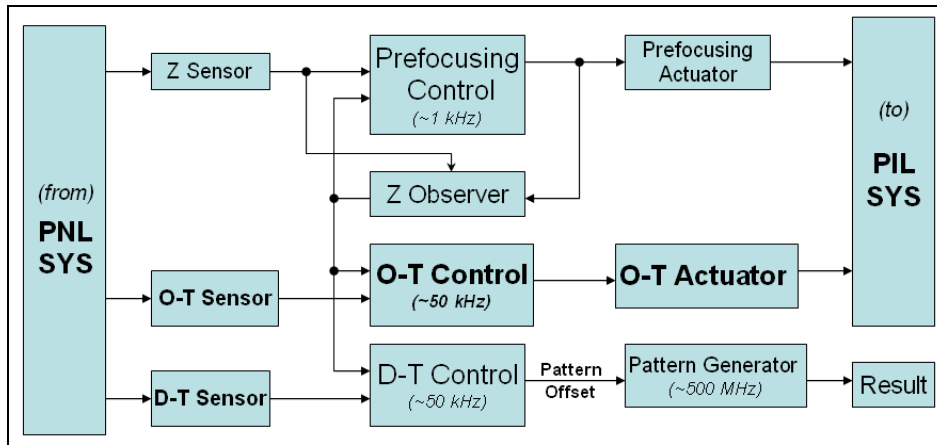 (from)
PNL
SYS
Z Sensor
Prefocusing
Control
(~1 kHz)
Prefocusing
Actuator
(to)
PIL
SYS
Z Observer
O-T Sensor
O-T Control
(~50 kHz)
O-T Actuator
D-T Sensor
D-T Control
(~50 kHz)
Pattern
Offset
Pattern Generator
(~500 MHz)
Result